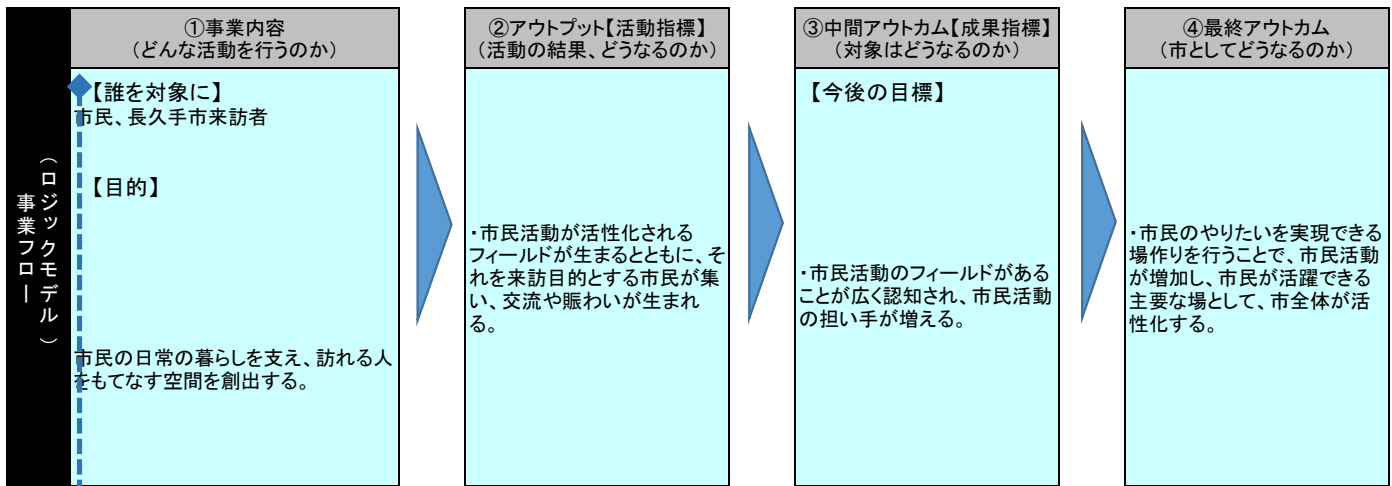 事業フロー
（ロジックモデル）
①事業内容
（どんな活動を行うのか）
【誰を対象に】
市民、長久手市来訪者
【目的】
市民の日常の暮らしを支え、訪れる人
をもてなす空間を創出する。
②アウトプット【活動指標】
（活動の結果、どうなるのか）
・市民活動が活性化される
フィールドが生まるとともに、そ
れを来訪目的とする市民が集
い、交流や賑わいが生まれ
る。
③中間アウトカム【成果指標】
（対象はどうなるのか）
【今後の目標】
・市民活動のフィールドがある
ことが広く認知され、市民活動
の担い手が増える。
④最終アウトカム
（市としてどうなるのか）
・市民のやりたいを実現できる
場作りを行うことで、市民活動
が増加し、市民が活躍できる
主要な場として、市全体が活
性化する。